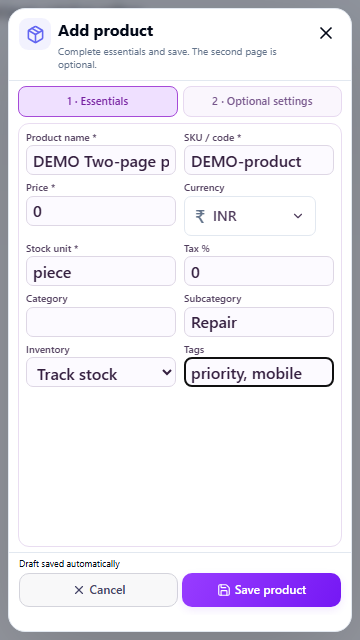 Add product
Complete essentials and save. The second page is
optional.
1 · Essentials
2 · Optional settings
Product name *
SKU / code *
DEMO Two-page p
DEMO-product
Price *
Currency
0
₹ INR
Stock unit *
Tax %
piece
0
Category
Subcategory
Repair
Inventory
Tags
Track stock
priority, mobile
Draft saved automatically
Cancel
Save product